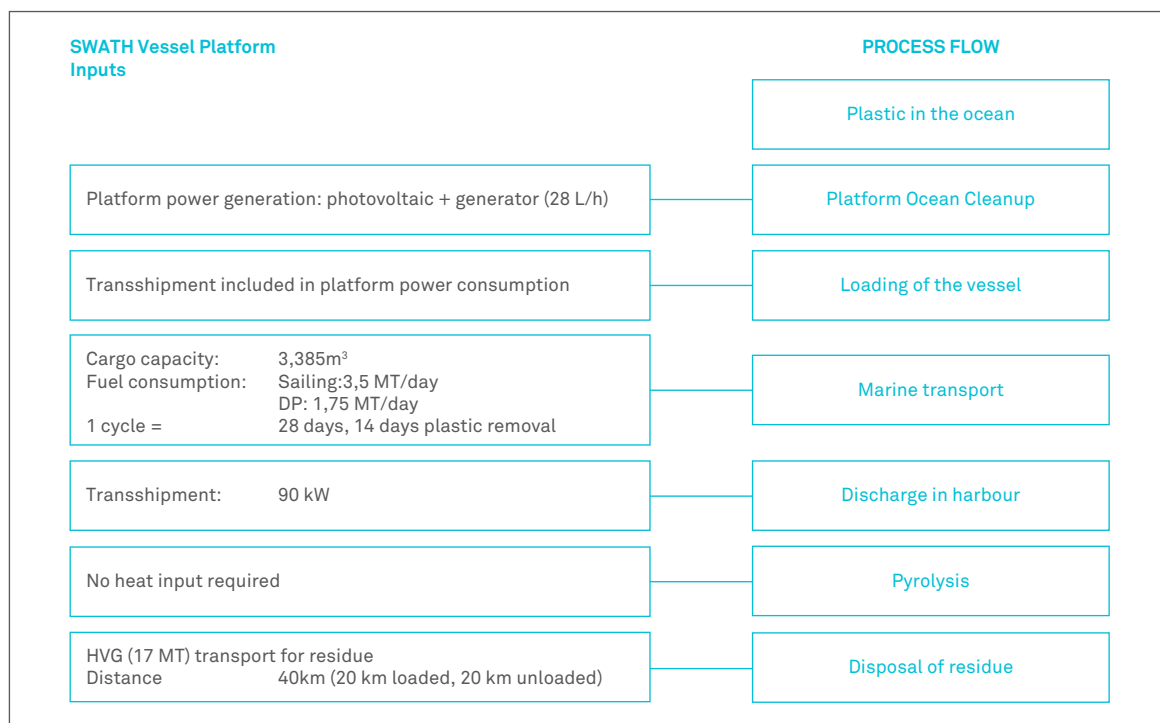 SWATH Vessel Platform
Inputs
PROCESS FLOW
Plastic in the ocean
Platform power generation: photovoltaic + generator (28 L/h)
Platform Ocean Cleanup
Transshipment included in platform power consumption
Loading of the vessel
Cargo capacity: 3,385m³
Fuel consumption: Sailing:3,5 MT/day
DP: 1,75 MT/day
1 cycle = 28 days, 14 days plastic removal
Marine transport
Transshipment: 90 kW
Discharge in harbour
No heat input required
Pyrolysis
HVG (17 MT) transport for residue
Distance 40km (20 km loaded, 20 km unloaded)
Disposal of residue